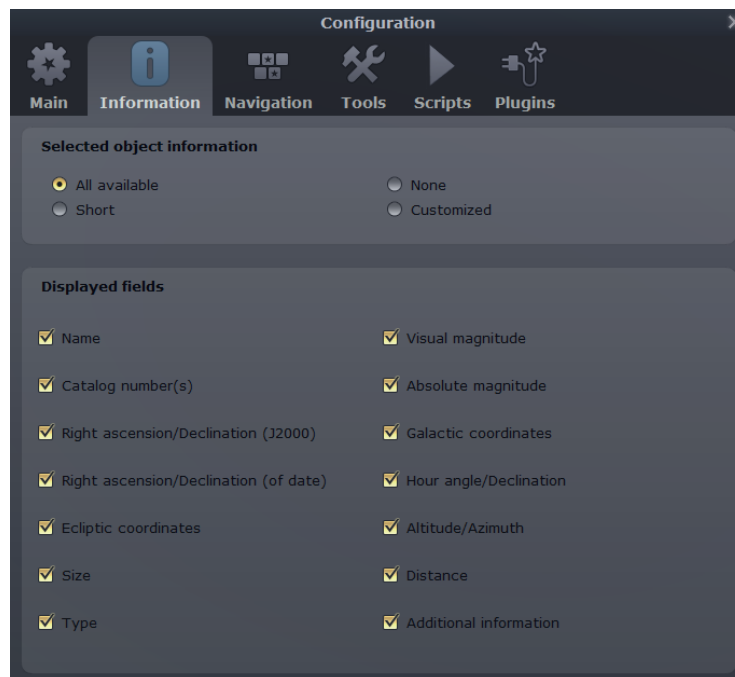 Configuration
Main Information Navigation Tools Scripts Plugins
Selected object information
All available None
Short Customized
Displayed fields
Name Visual magnitude
Catalog number(s) Absolute magnitude
Right ascension/Declination (J2000) Galactic coordinates
Right ascension/Declination (of date) Hour angle/Declination
Ecliptic coordinates Altitude/Azimuth
Size Distance
Type Additional information